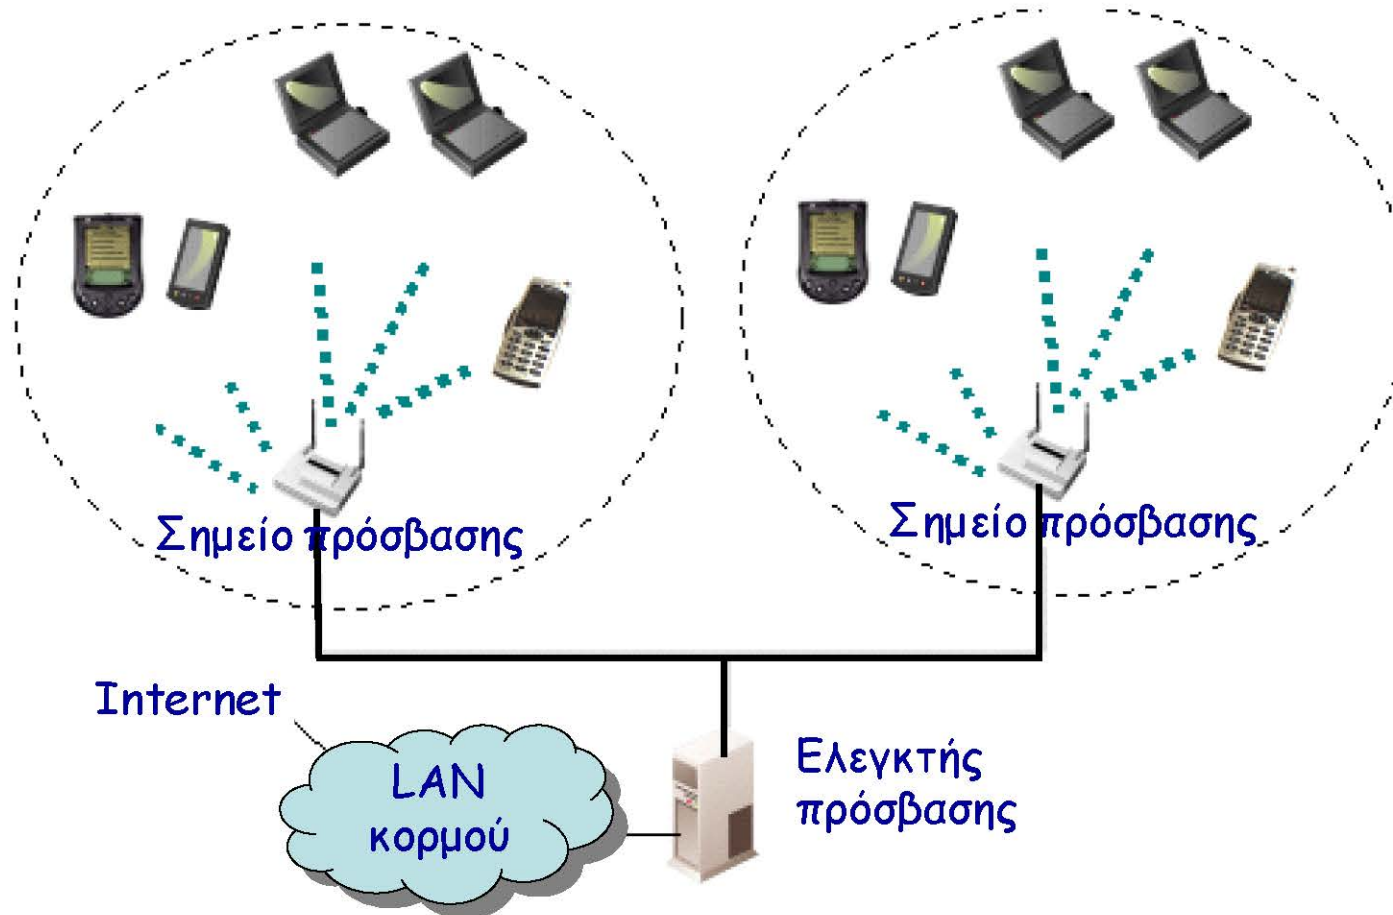 Σημείο πρόσβασης
Σημείο πρόσβασης
Internet
LAN
κορμού
Ελεγκτής
πρόσβασης